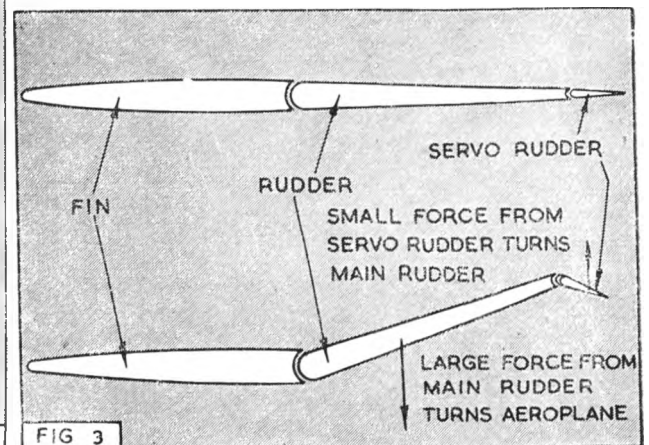 SERVO RUDDER
RUDDER
FIN
SMALL FORCE FROM
SERVO RUDDER TURNS
MAIN RUDDER
LARGE FORCE FROM
MAIN RUDDER
TURNS AEROPLANE
FIG 3